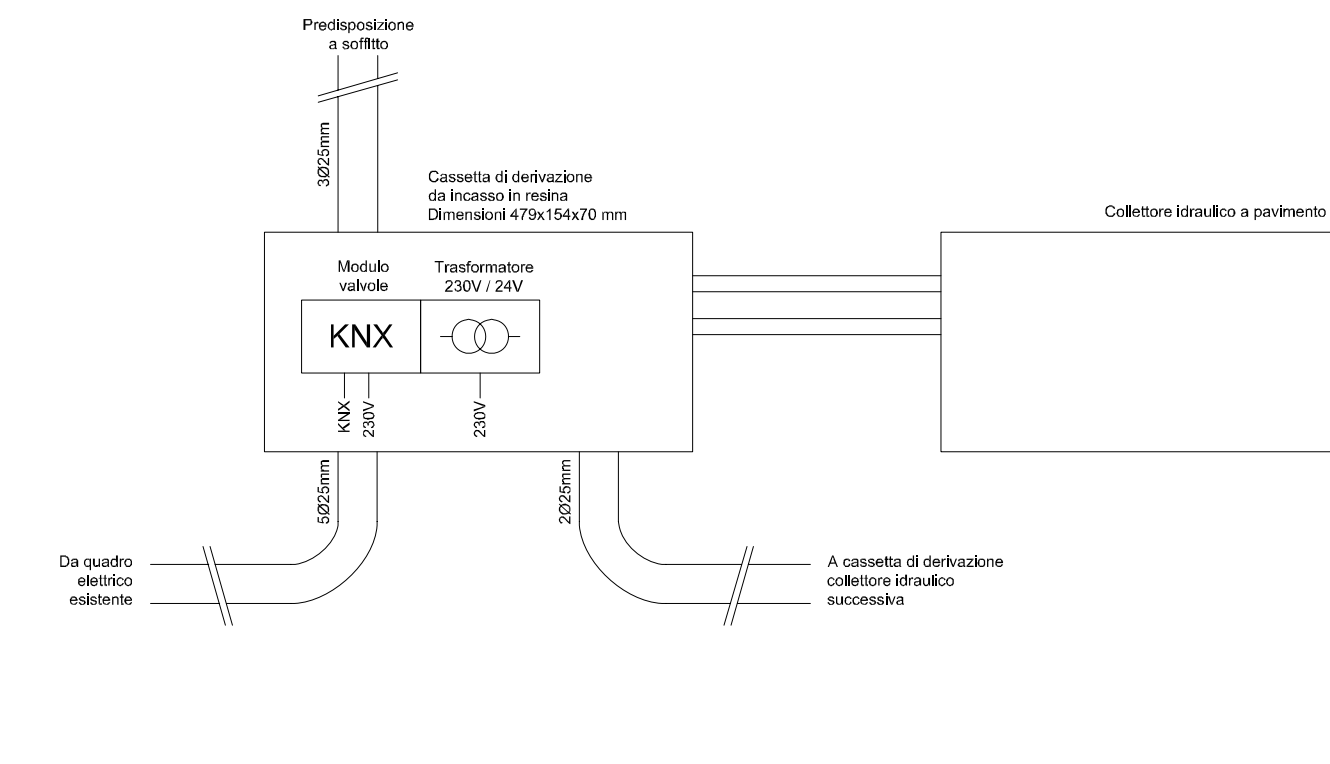 Predisposizione
a soffitto
3Ø25mm
Cassetta di derivazione
da incasso in resina
Dimensioni 479x154x70 mm
Collettore idraulico a pavimento
Modulo
valvole
Trasformatore
230V / 24V
KNX
KNX
230V
230V
5Ø25mm
2Ø25mm
Da quadro
elettrico
esistente
A cassetta di derivazione
collettore idraulico
successiva